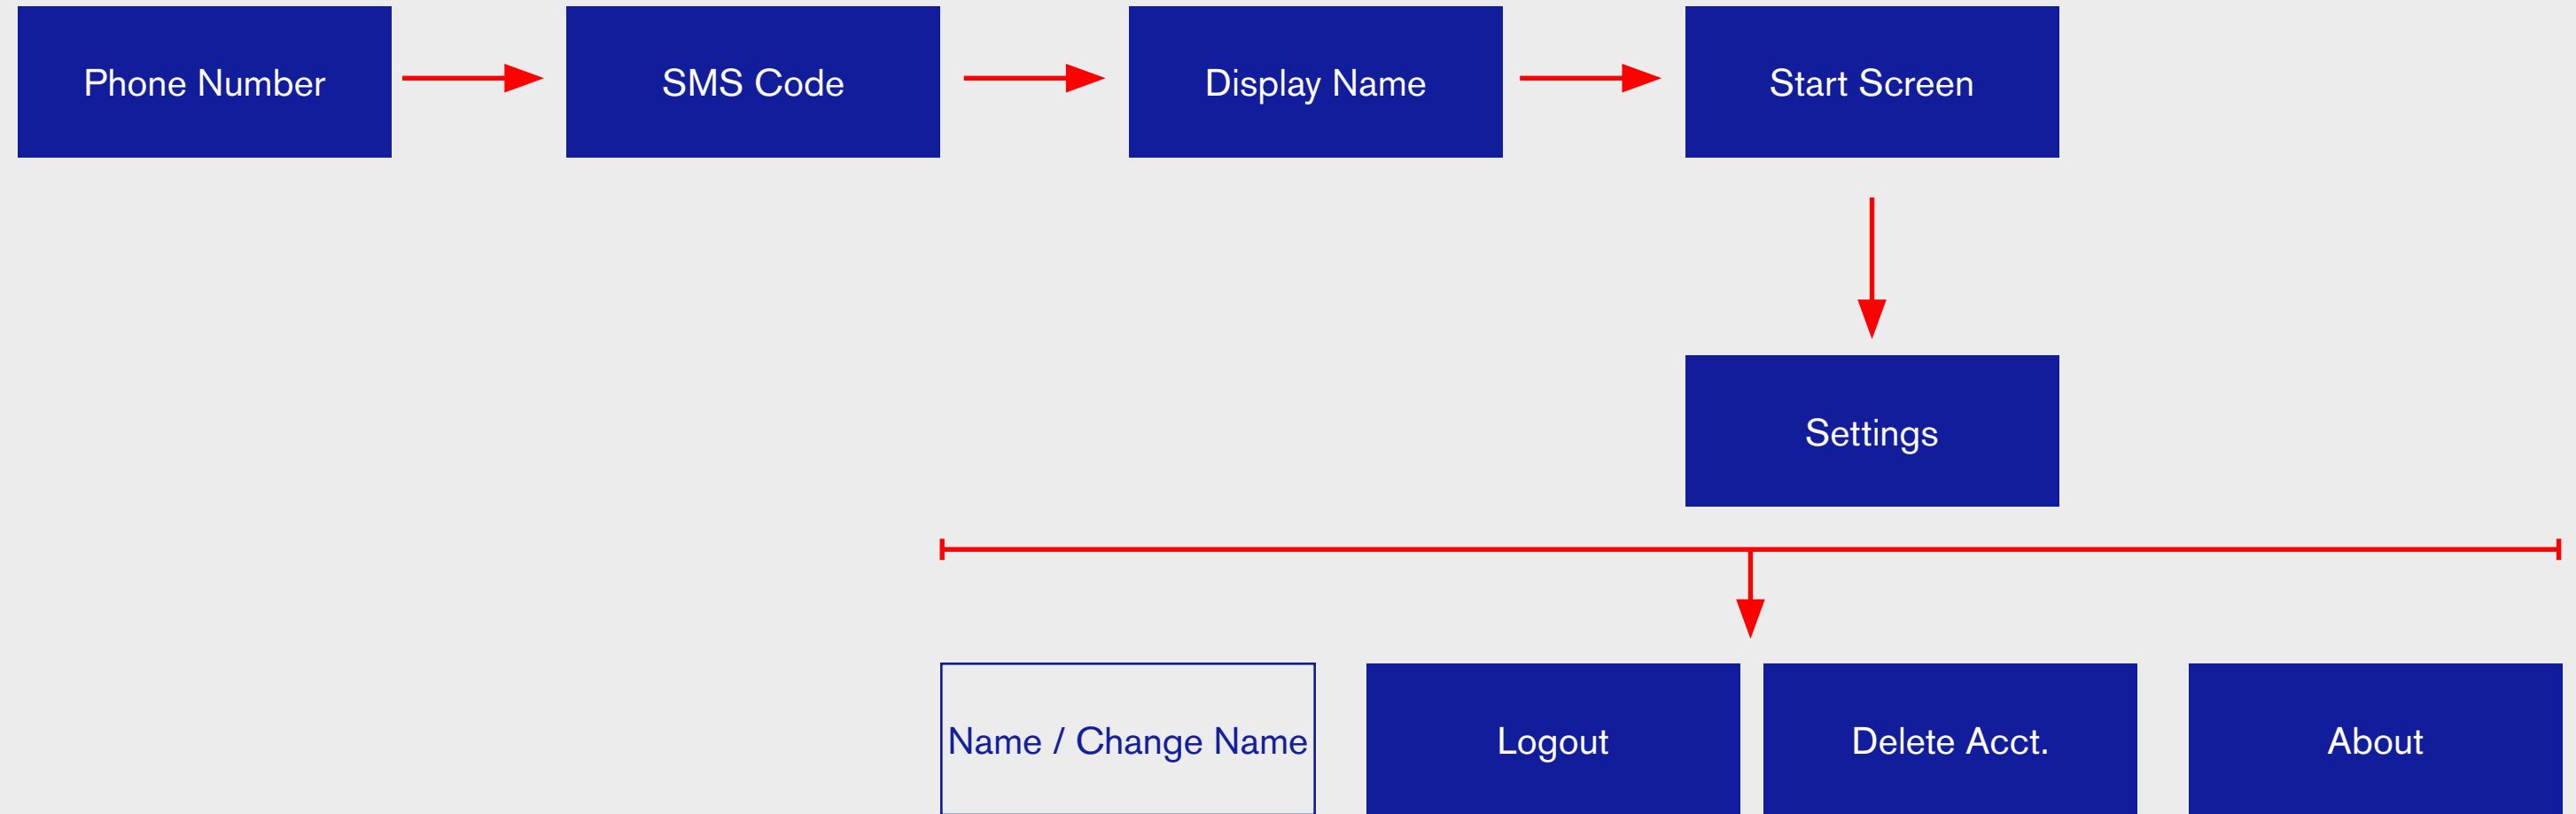 Phone Number
SMS Code
Display Name
Start Screen
Settings
Name / Change Name
Logout
Delete Acct.
About